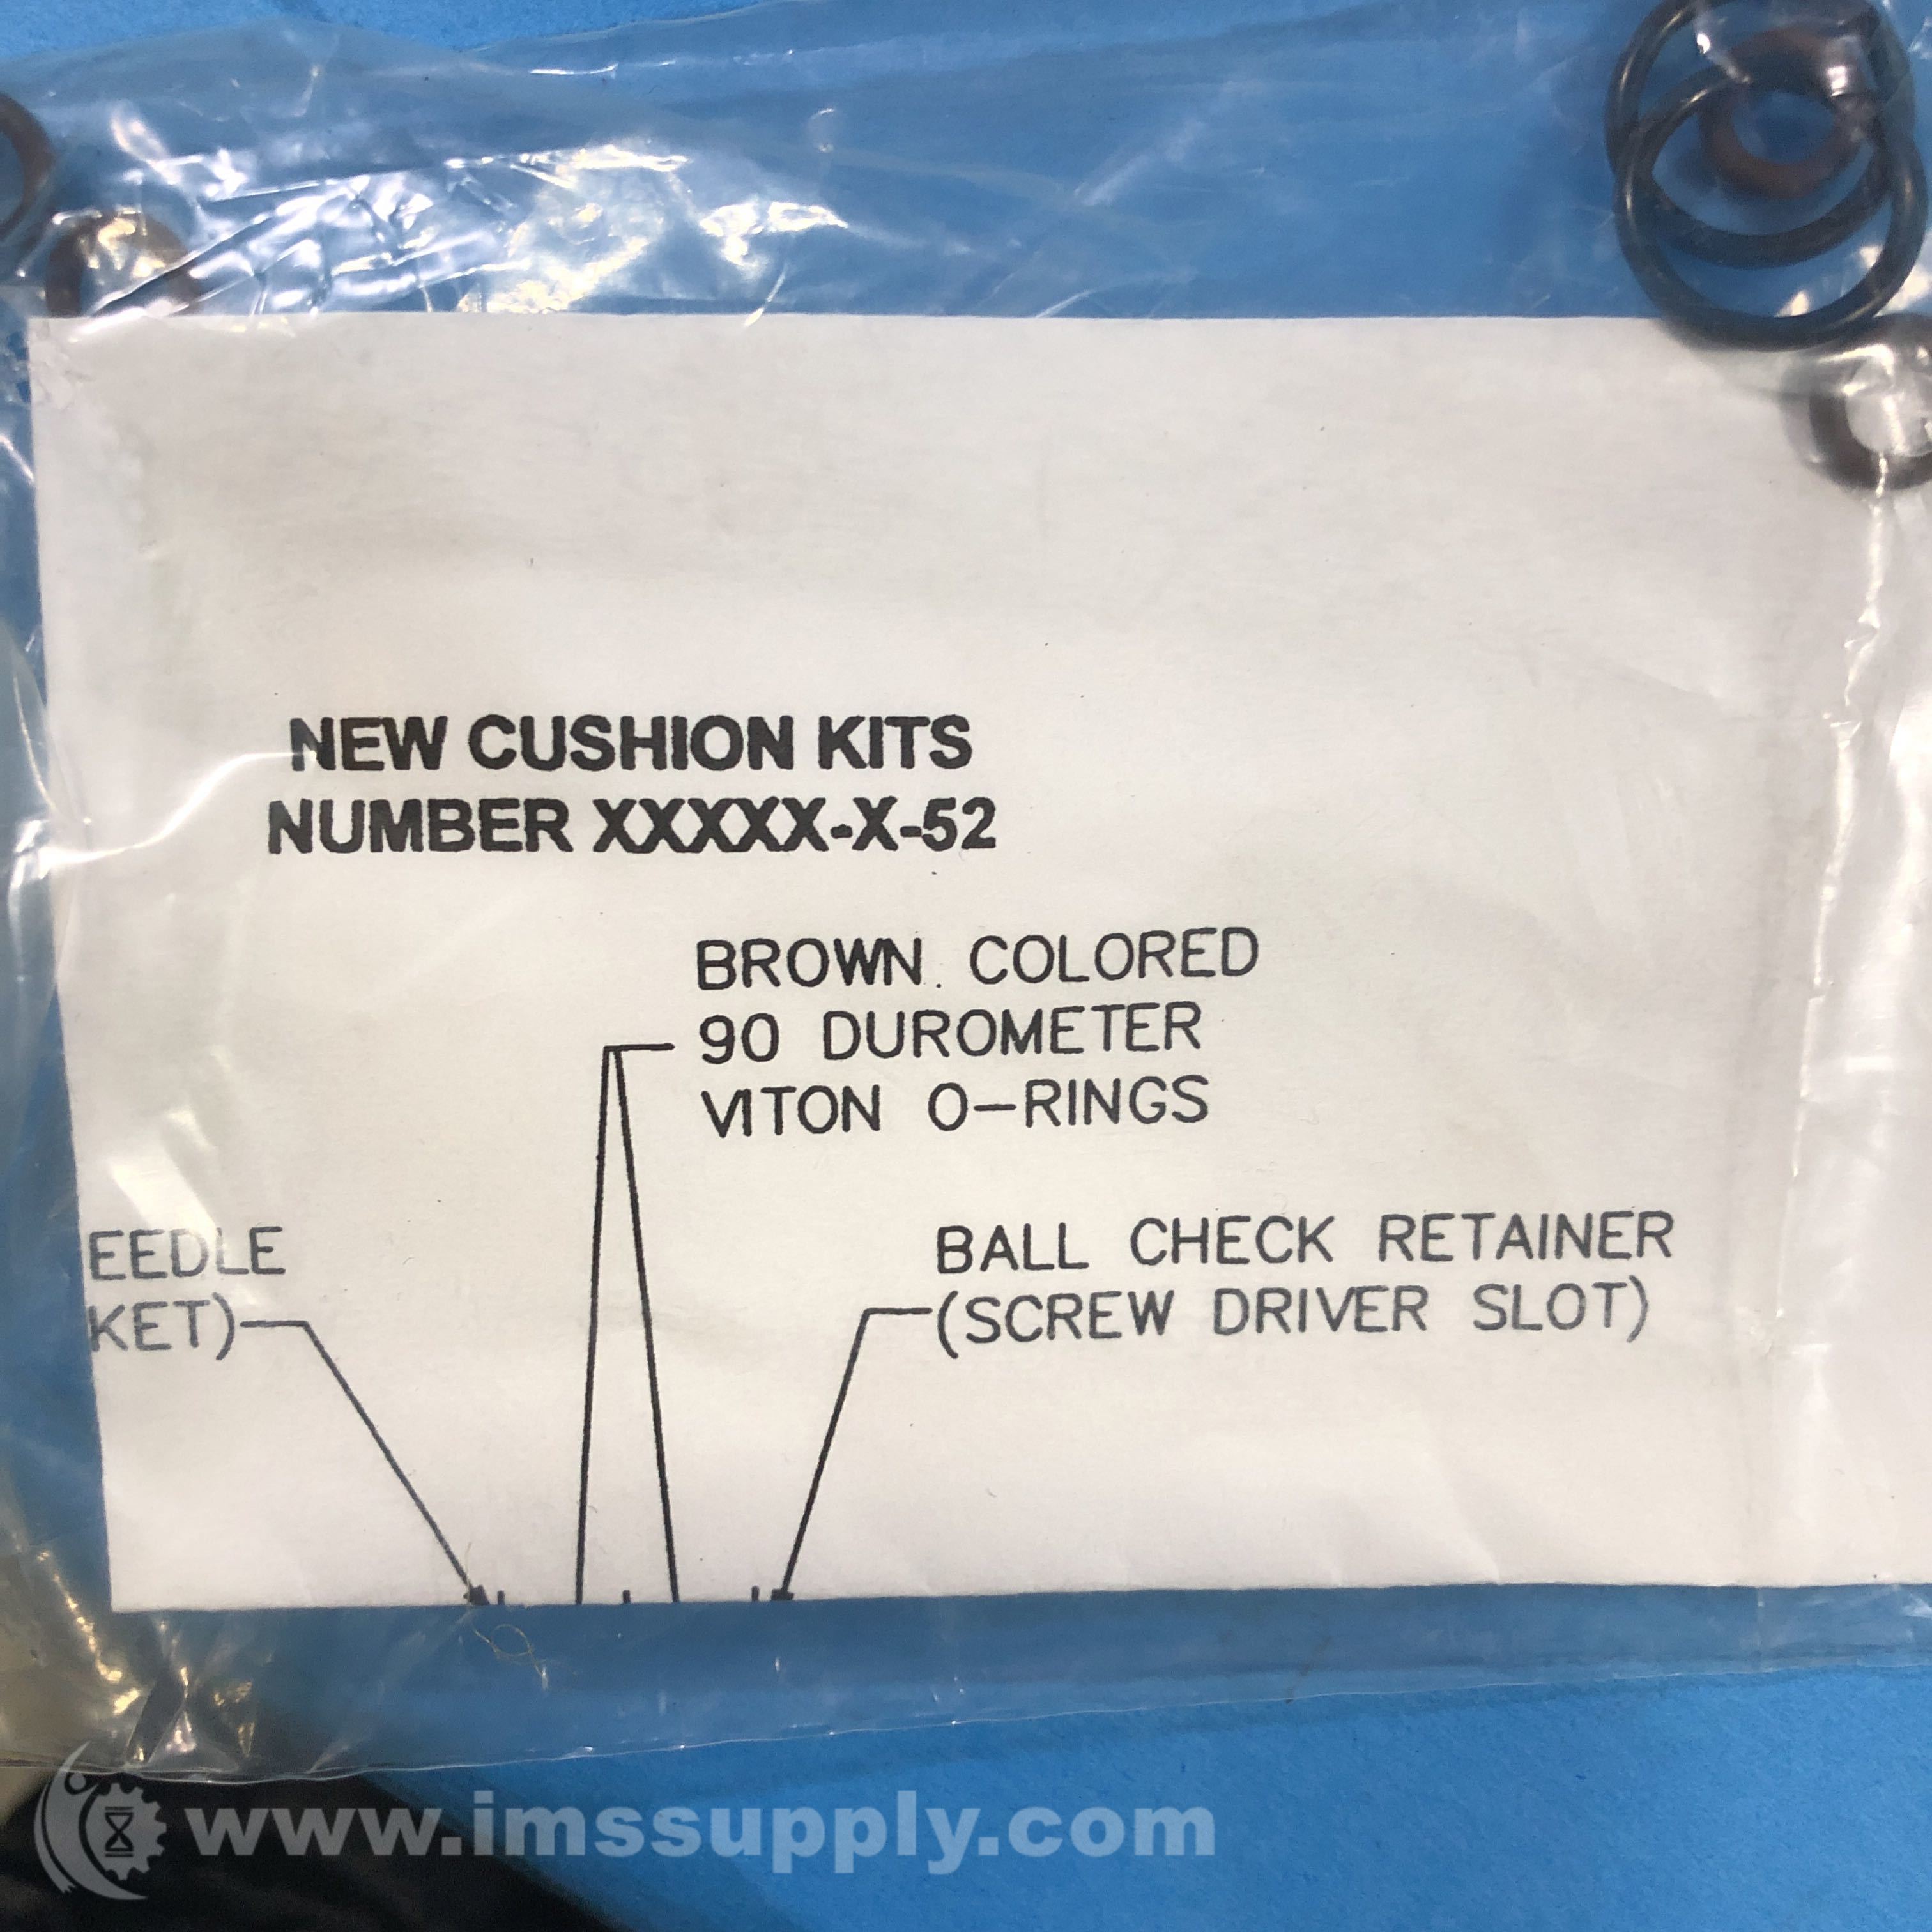 NEW CUSHION KITS
NUMBER XXXXX-X-52
BROWN COLORED
90 DUROMETER
VITON O-RINGS
EEDLE
KET)
BALL CHECK RETAINER
(SCREW DRIVER SLOT)
www.imssupply.com